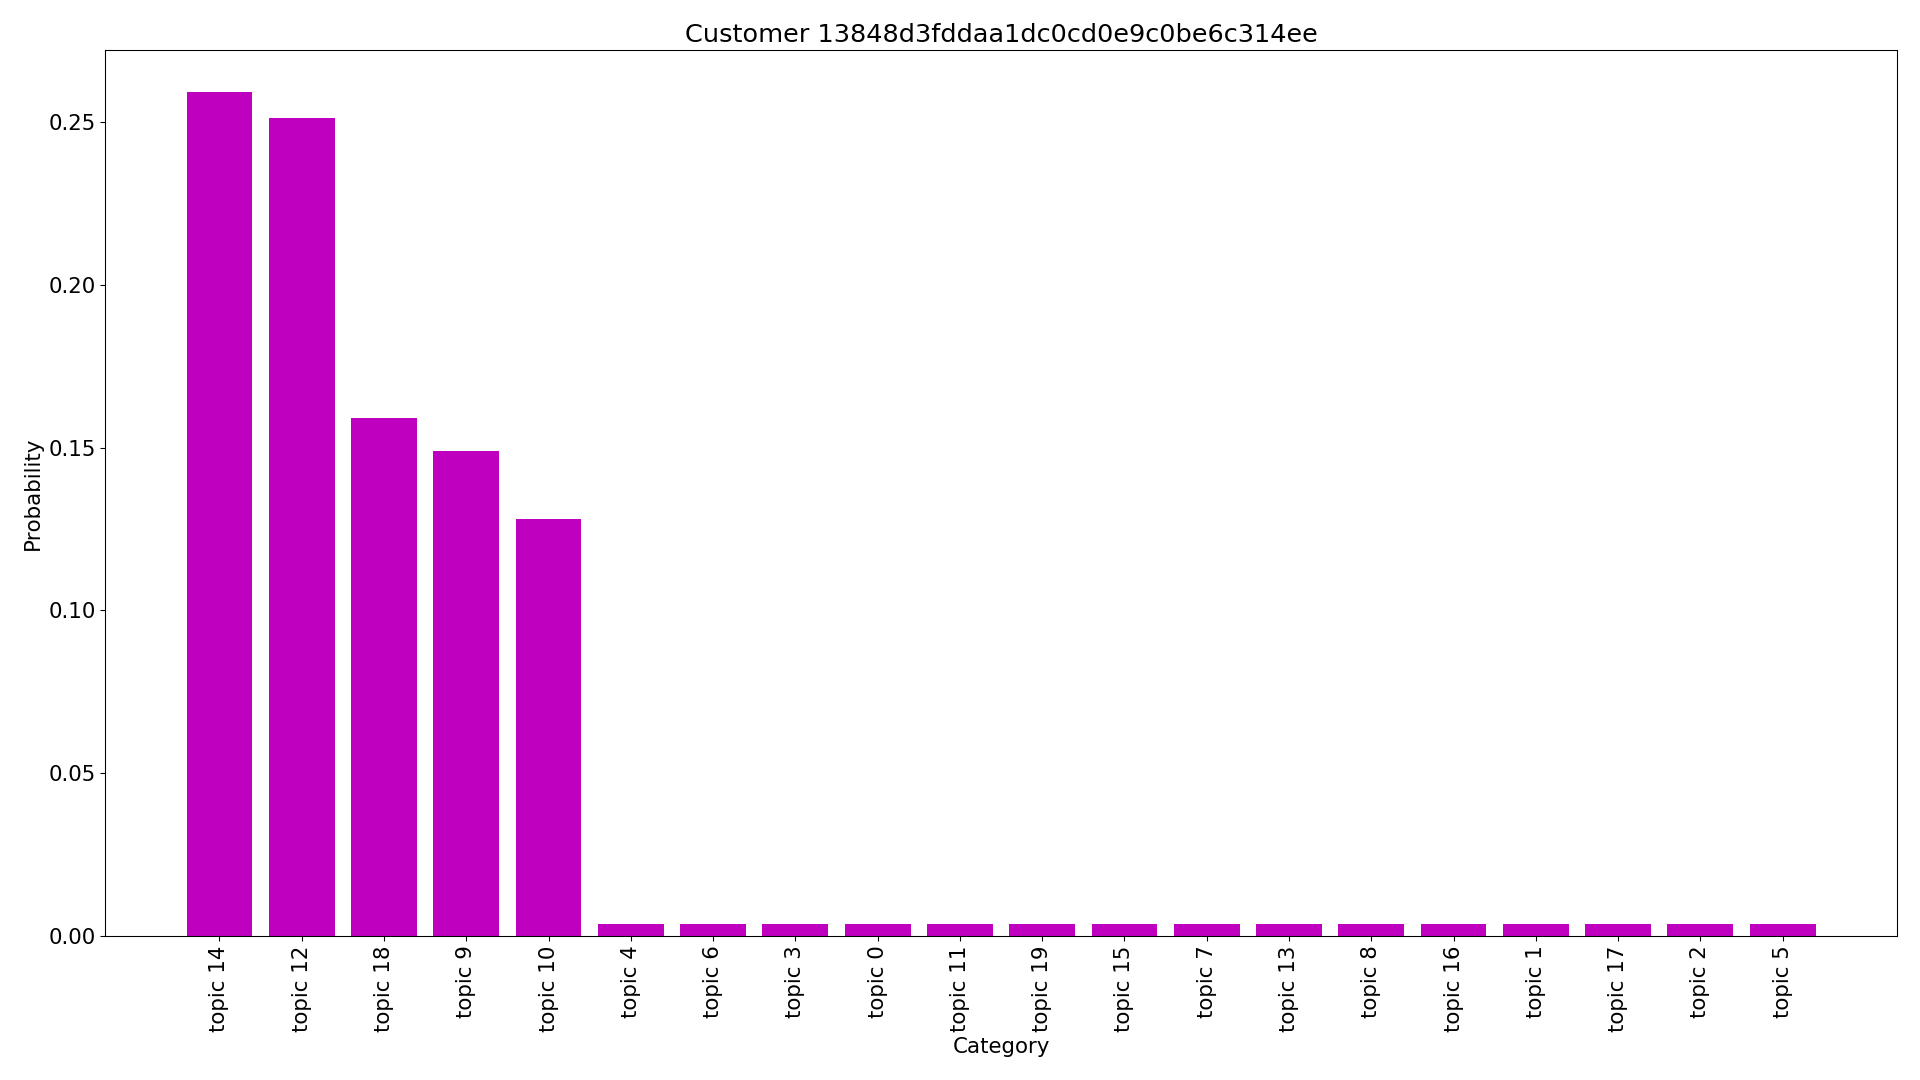 Customer 13848d3fddaa1dc0cd0e9c0be6c314ee
Probability
0.25
0.20
0.15
0.10
0.05
0.00
topic 14
topic 12
topic 18
topic 9
topic 10
topic 4
topic 6
topic 3
topic 0
topic 11
topic 19
topic 15
topic 7
topic 13
topic 8
topic 16
topic 1
topic 17
topic 2
topic 5
Category